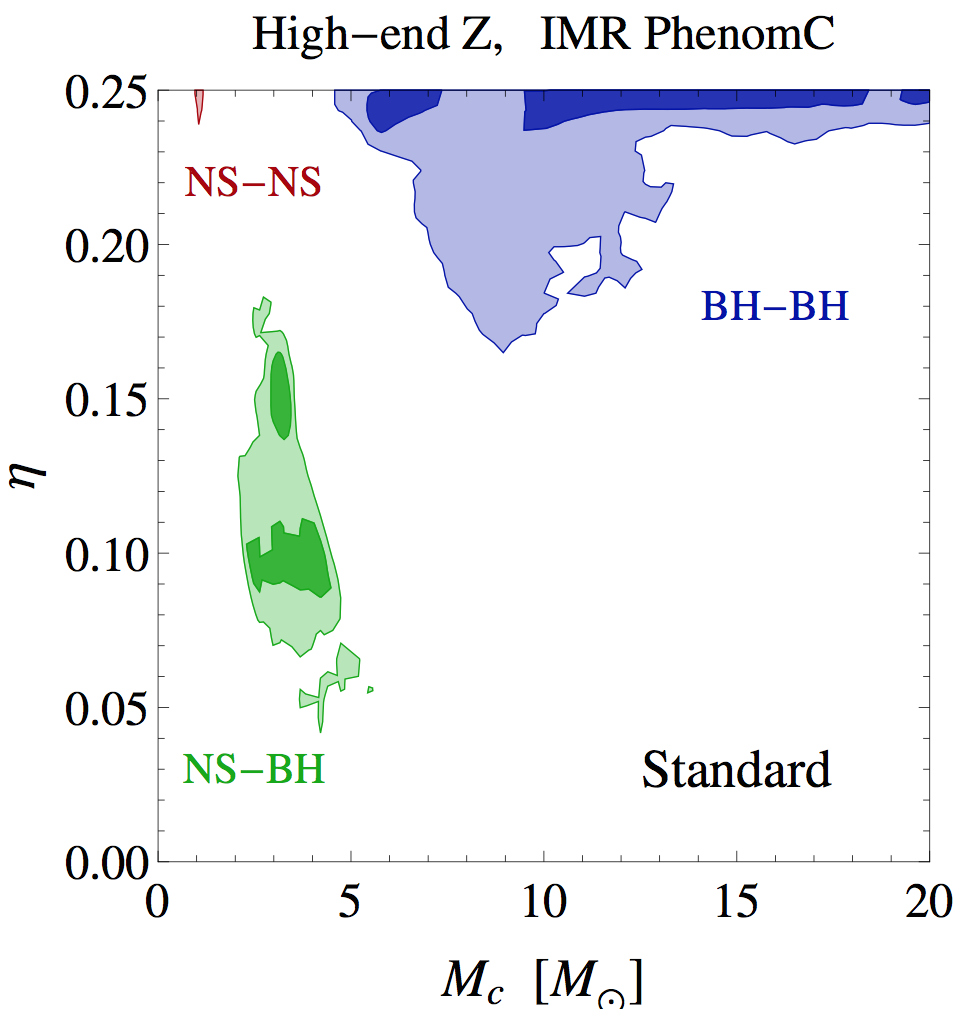 High−end Z, IMR PhenomC
0.25
NS−NS
0.20
BH−BH
0.15
η
0.10
0.05
NS−BH
Standard
0.00
0 5 10 15 20
M_c [M_⊙]